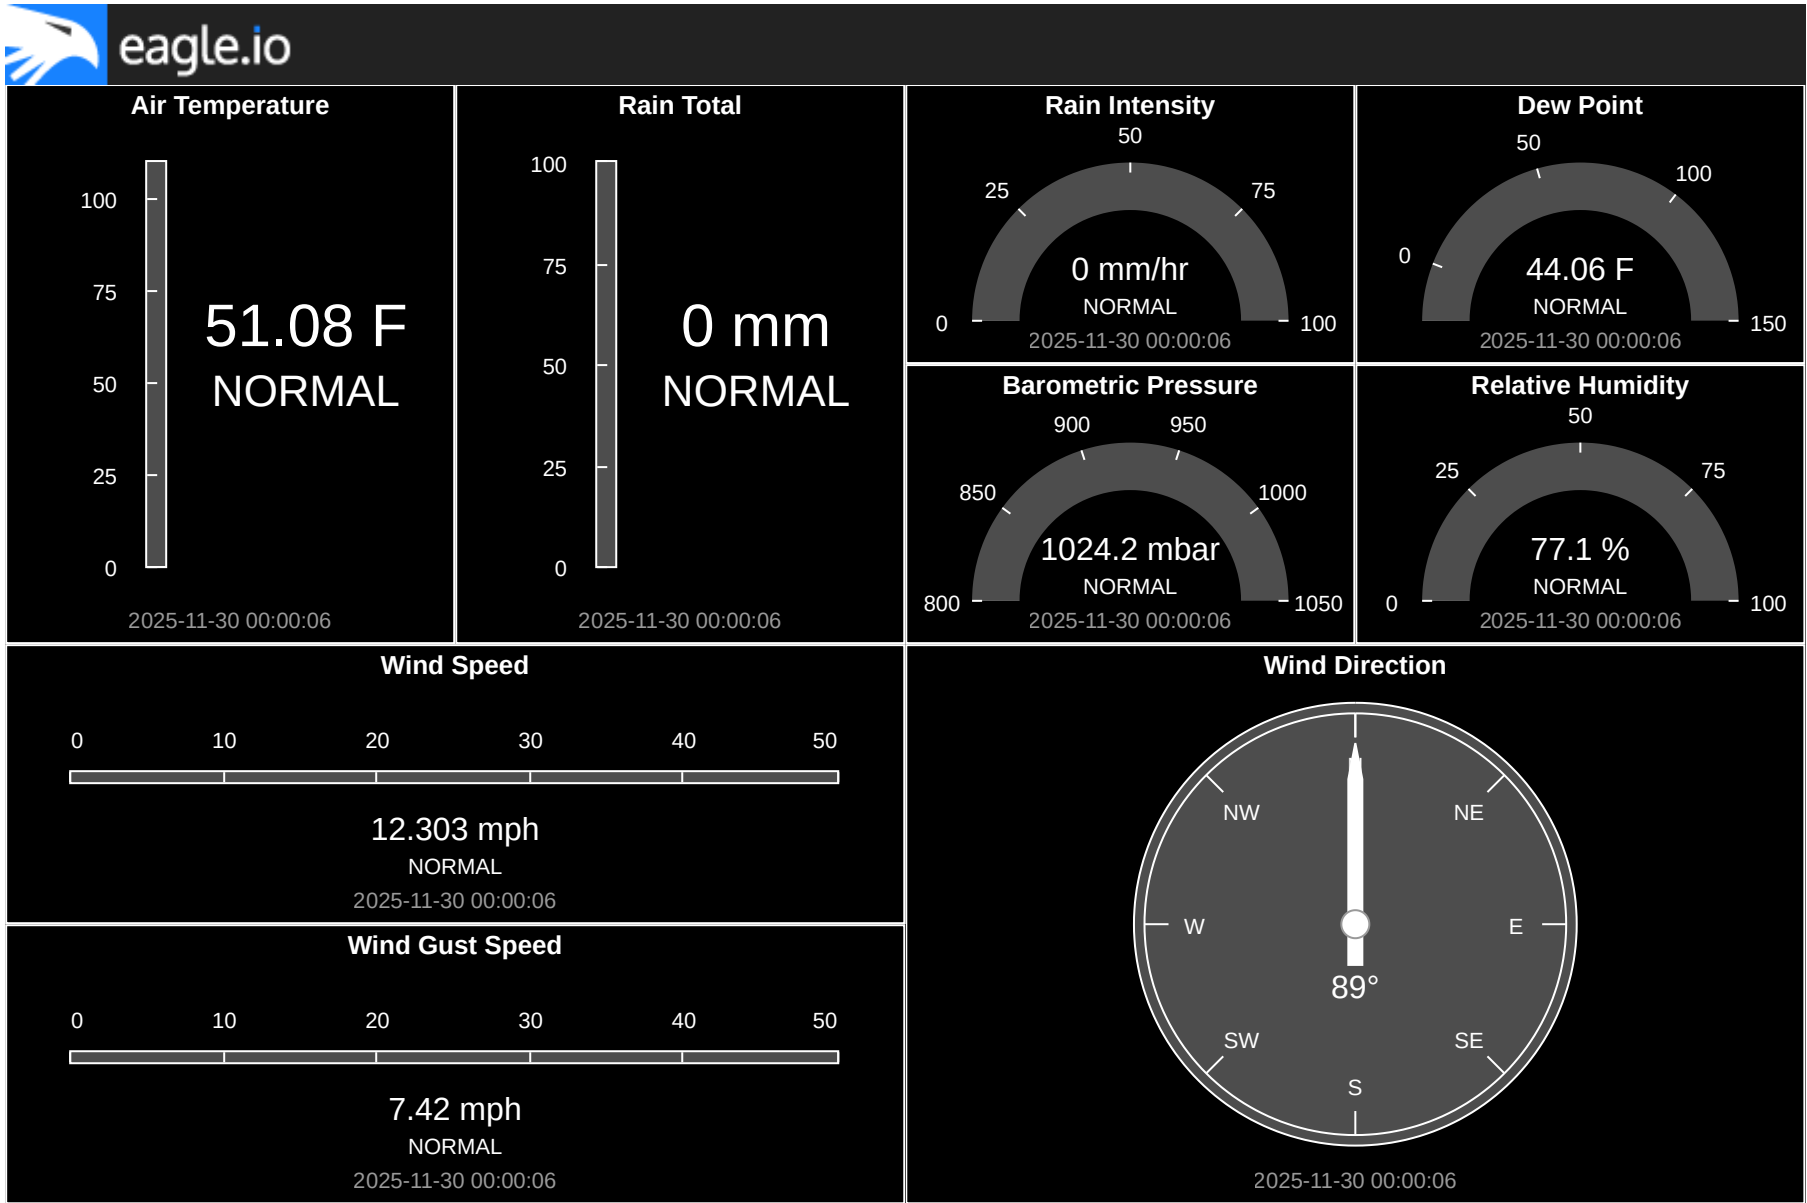 eagle.io
Air Temperature
100
75
50
25
0
51.08 F
NORMAL
2025-11-30 00:00:06
Rain Total
100
75
50
25
0
0 mm
NORMAL
2025-11-30 00:00:06
Rain Intensity
0
25
50
75
100
0 mm/hr
NORMAL
2025-11-30 00:00:06
Dew Point
0
50
100
150
44.06 F
NORMAL
2025-11-30 00:00:06
Barometric Pressure
800
850
900
950
1000
1050
1024.2 mbar
NORMAL
2025-11-30 00:00:06
Relative Humidity
0
25
50
75
100
77.1 %
NORMAL
2025-11-30 00:00:06
Wind Speed
0 10 20 30 40 50
12.303 mph
NORMAL
2025-11-30 00:00:06
Wind Gust Speed
0 10 20 30 40 50
7.42 mph
NORMAL
2025-11-30 00:00:06
Wind Direction
NW NE
W E
89°
SW SE
S
2025-11-30 00:00:06